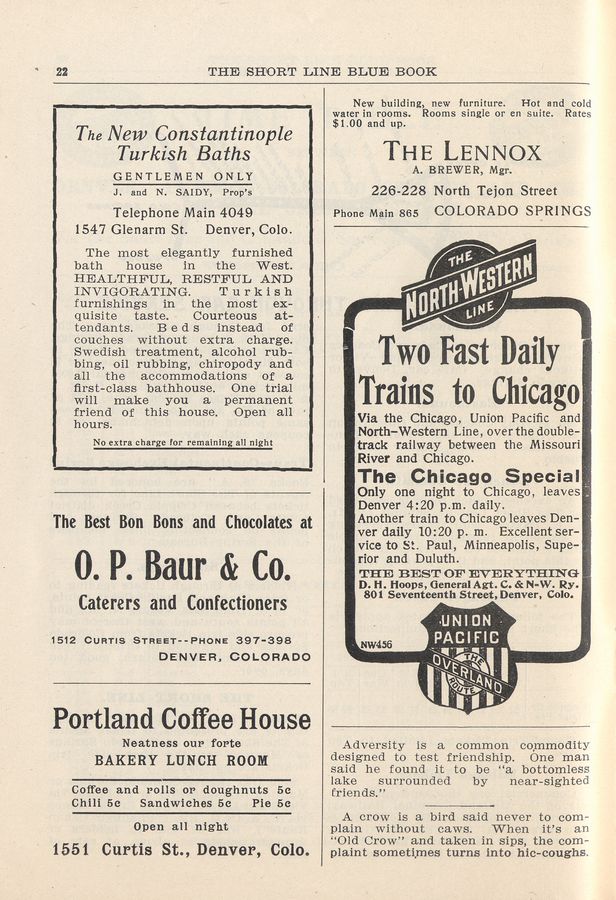 22
THE SHORT LINE BLUE BOOK
The New Constantinople
Turkish Baths
GENTLEMEN ONLY
J. and N. SAIDY, Prop's
Telephone Main 4049
1547 Glenarm St. Denver, Colo.
The most elegantly furnished
bath house in the West.
HEALTHFUL, RESTFUL AND
INVIGORATING. Turkish
furnishings in the most ex-
quisite taste. Courteous at-
tendants. Beds instead of
couches without extra charge.
Swedish treatment, alcohol rub-
bing, oil rubbing, chiropody and
all the accommodations of a
first-class bathhouse. One trial
will make you a permanent
friend of this house. Open all
hours.
No extra charge for remaining all night
The Best Bon Bons and Chocolates at
O. P. Baur & Co.
Caterers and Confectioners
1512 CURTIS STREET--PHONE 397-398
DENVER, COLORADO
Portland Coffee House
Neatness our forte
BAKERY LUNCH ROOM
Coffee and rolls or doughnuts 5c
Chili 5c Sandwiches 5c Pie 5c
Open all night
1551 Curtis St., Denver, Colo.
New building, new furniture. Hot and cold
water in rooms. Rooms single or en suite. Rates
$1.00 and up.
THE LENNOX
A. BREWER, Mgr.
226-228 North Tejon Street
Phone Main 865 COLORADO SPRINGS
THE
NORTH-WESTERN
LINE
Two Fast Daily
Trains to Chicago
Via the Chicago, Union Pacific and
North-Western Line, over the double-
track railway between the Missouri
River and Chicago.
The Chicago Special
Only one night to Chicago, leaves
Denver 4:20 p.m. daily.
Another train to Chicago leaves Den-
ver daily 10:20 p. m. Excellent ser-
vice to St. Paul, Minneapolis, Supe-
rior and Duluth.
THE BEST OF EVERYTHING
D. H. Hoops, General Agt. C. & N-W. Ry.
801 Seventeenth Street, Denver, Colo.
NW456
UNION
PACIFIC
THE
OVERLAND
ROUTE
Adversity is a common commodity
designed to test friendship. One man
said he found it to be "a bottomless
lake surrounded by near-sighted
friends."
A crow is a bird said never to com-
plain without caws. When it's an
"Old Crow" and taken in sips, the com-
plaint sometimes turns into hic-coughs.